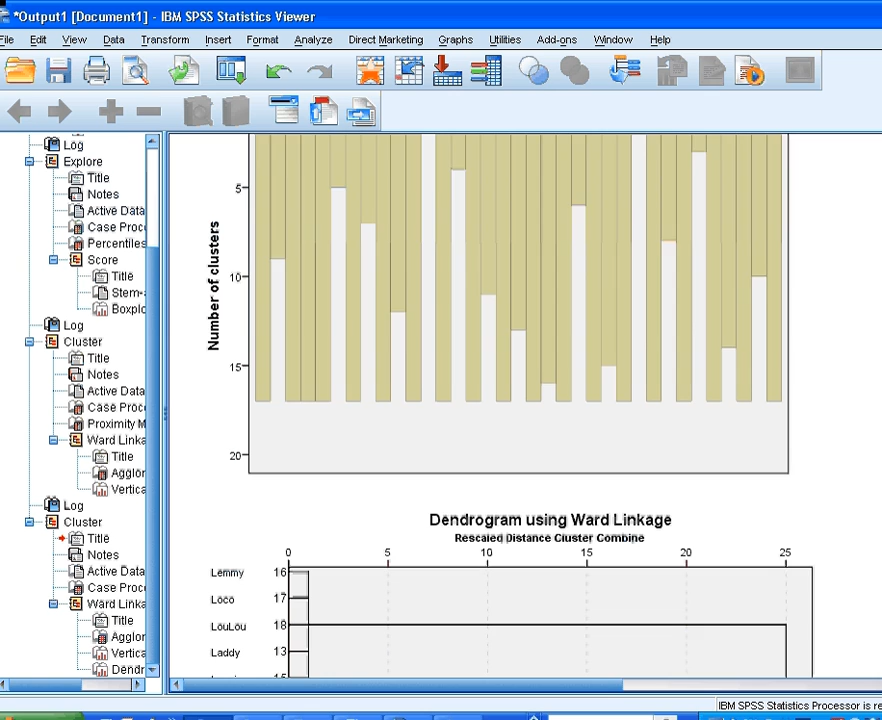 *Output1 [Document1] - IBM SPSS Statistics Viewer
File Edit View Data Transform Insert Format Analyze Direct Marketing Graphs Utilities Add-ons Window Help
Log
Explore
Title
Notes
Active Data
Case Proc
Percentiles
Score
Title
Stem-
Boxplo
Log
Cluster
Title
Notes
Active Data
Case Proc
Proximity M
Ward Linka
Title
Agglor
Vertica
Log
Cluster
Title
Notes
Active Data
Case Proc
Ward Linka
Title
Agglor
Vertica
Dendr
Number of clusters
5
10
15
20
Dendrogram using Ward Linkage
Rescaled Distance Cluster Combine
0 5 10 15 20 25
Lemmy 16
Loco 17
LouLou 18
Laddy 13
IBM SPSS Statistics Processor is re